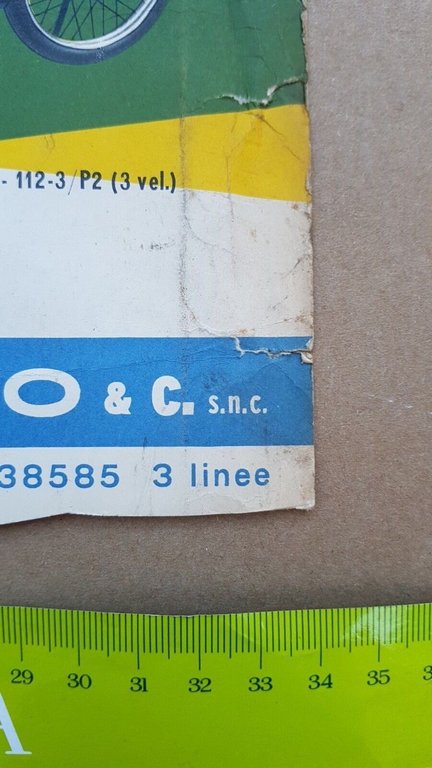 - 112-3/P2 (3 vel.)
O & C. s.n.c.
38585 3 linee
29 30 31 32 33 34 35
A